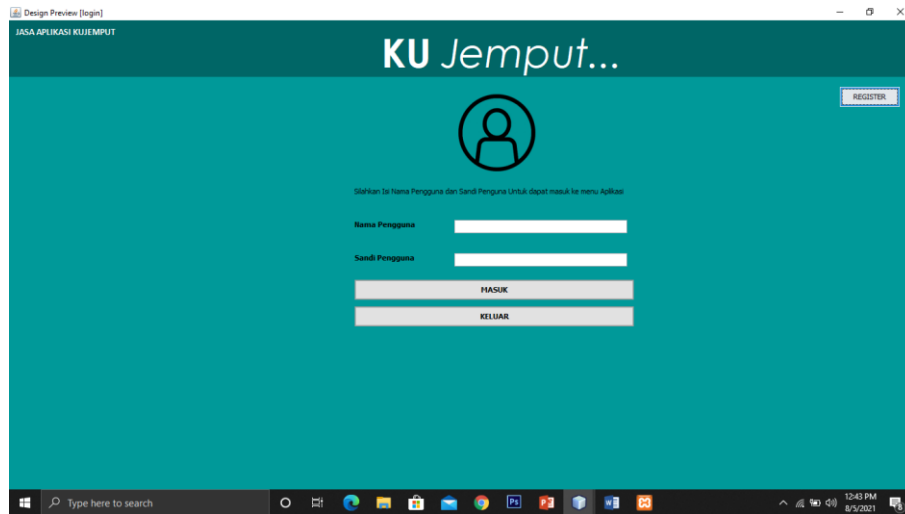 Design Preview [login]
JASA APLIKASI KUJEMPUT
KU Jemput...
REGISTER
Silahkan Isi Nama Pengguna dan Sandi Penguna Untuk dapat masuk ke menu Aplikasi
Nama Pengguna
Sandi Pengguna
MASUK
KELUAR
Type here to search
Ps
12:43 PM
8/5/2021